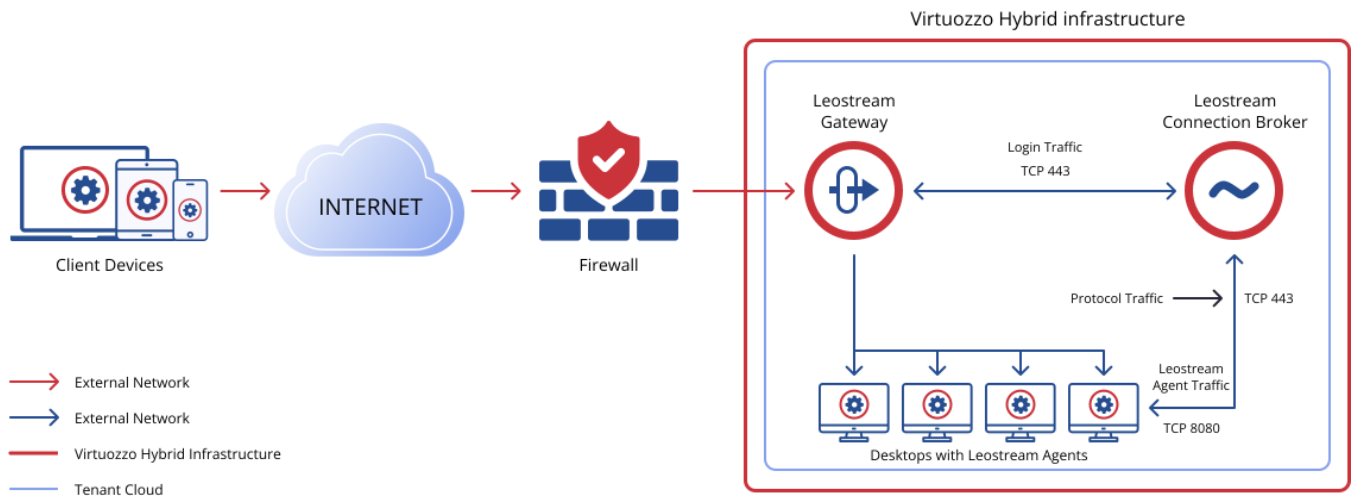 Virtuozzo Hybrid infrastructure
Leostream
Gateway
Leostream
Connection Broker
Login Traffic
TCP 443
INTERNET
Client Devices
Firewall
Protocol Traffic
TCP 443
Leostream
Agent Traffic
TCP 8080
Desktops with Leostream Agents
External Network
External Network
Virtuozzo Hybrid Infrastructure
Tenant Cloud